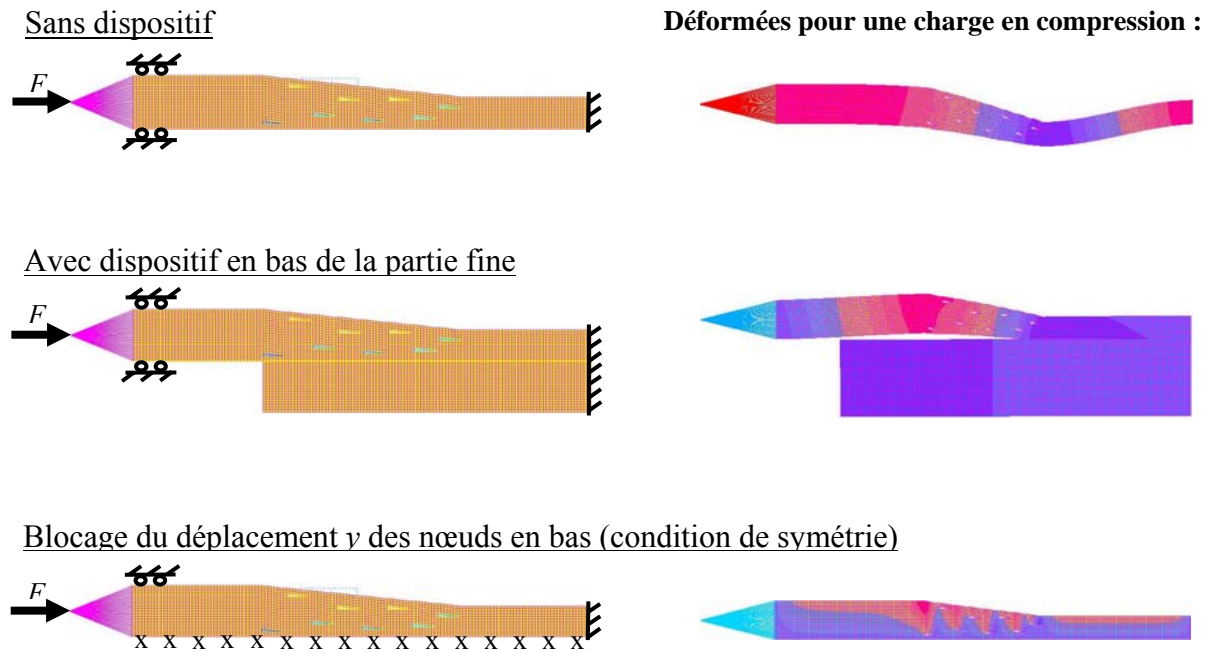 Sans dispositif
Déformées pour une charge en compression :
F
Avec dispositif en bas de la partie fine
F
Blocage du déplacement y des nœuds en bas (condition de symétrie)
F
x x x x x x x x x x x x x x x x